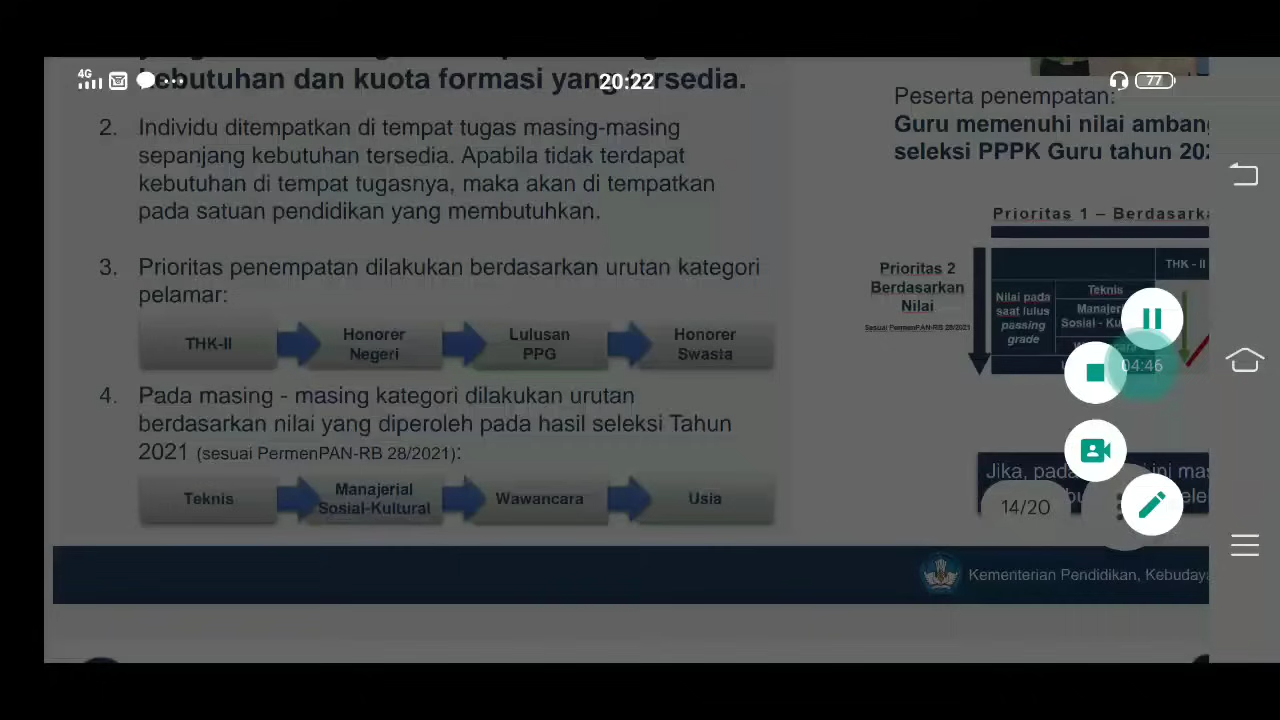 4G
20:22
77
kebutuhan dan kuota formasi yang tersedia.
2. Individu ditempatkan di tempat tugas masing-masing
sepanjang kebutuhan tersedia. Apabila tidak terdapat
kebutuhan di tempat tugasnya, maka akan di tempatkan
pada satuan pendidikan yang membutuhkan.
3. Prioritas penempatan dilakukan berdasarkan urutan kategori
pelamar:
THK-II
Honorer
Negeri
Lulusan
PPG
Honorer
Swasta
4. Pada masing - masing kategori dilakukan urutan
berdasarkan nilai yang diperoleh pada hasil seleksi Tahun
2021 (sesuai PermenPAN-RB 28/2021):
Teknis
Manajerial
Sosial-Kultural
Wawancara
Usia
Peserta penempatan:
Guru memenuhi nilai
seleksi PPPK Guru tahun
Prioritas 1 –
Prioritas 2
Berdasarkan
Nilai
Sesuai PermenPAN-RB 28/2021
THK - II
Nilai pada
saat lulus
passing
grade
Teknis
Sosial -
04:46
Jika,
14/20
Kementerian Pendidikan,